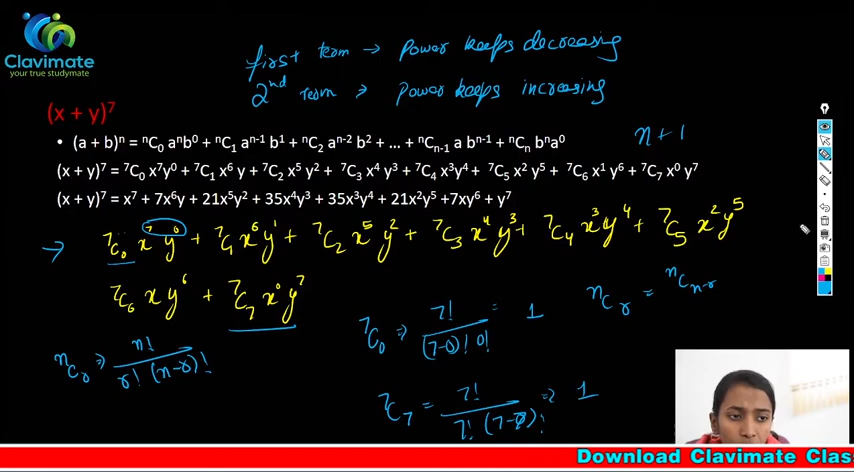 Clavimate
your true studymate
first term → Power keeps decreasing
2nd term → Power keeps increasing
(x + y)⁷
n + 1
• (a + b)ⁿ = ⁿC₀ aⁿb⁰ + ⁿC₁ aⁿ⁻¹ b¹ + ⁿC₂ aⁿ⁻² b² + ... + ⁿCₙ₋₁ a bⁿ⁻¹ + ⁿCₙ bⁿa⁰
(x + y)⁷ = ⁷C₀ x⁷y⁰ + ⁷C₁ x⁶ y + ⁷C₂ x⁵ y² + ⁷C₃ x⁴ y³ + ⁷C₄ x³y⁴ + ⁷C₅ x² y⁵ + ⁷C₆ x¹ y⁶ + ⁷C₇ x⁰ y⁷
(x + y)⁷ = x⁷ + 7x⁶y + 21x⁵y² + 35x⁴y³ + 35x³y⁴ + 21x²y⁵ +7xy⁶ + y⁷
→ ⁷C₀ x⁷ y⁰ + ⁷C₁ x⁶ y¹ + ⁷C₂ x⁵ y² + ⁷C₃ x⁴ y³ + ⁷C₄ x³ y⁴ + ⁷C₅ x² y⁵
⁷C₆ x y⁶ + ⁷C₇ x⁰ y⁷
ⁿCᵣ = ⁿCₙ₋ᵣ
⁷C₀ ⇒ 7! / (7-0)! 0! = 1
ⁿCᵣ ⇒ n! / r! (n-r)!
⁷C₇ = 7! / 7! (7-7)! ⇒ 1
Download Clavimate Clas